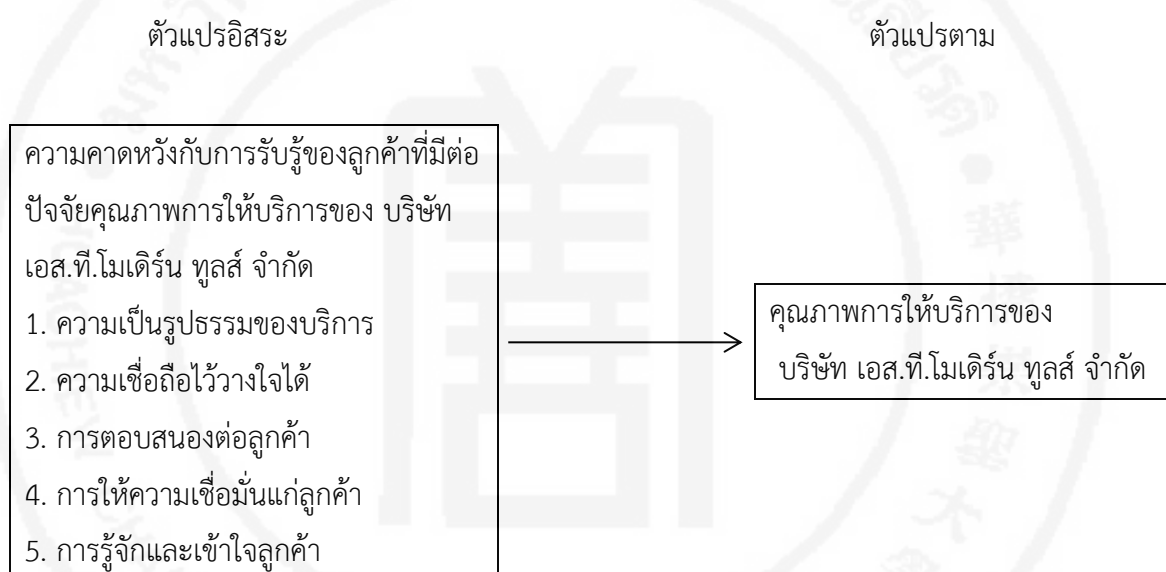 ตัวแปรอิสระ
ตัวแปรตาม
ความคาดหวังกับการรับรู้ของลูกค้าที่มีต่อ
ปัจจัยคุณภาพการให้บริการของ บริษัท
เอส.ที.โมเดิร์น ทูลส์ จำกัด
1. ความเป็นรูปธรรมของบริการ
2. ความเชื่อถือไว้วางใจได้
3. การตอบสนองต่อลูกค้า
4. การให้ความเชื่อมั่นแก่ลูกค้า
5. การรู้จักและเข้าใจลูกค้า
คุณภาพการให้บริการของ
บริษัท เอส.ที.โมเดิร์น ทูลส์ จำกัด